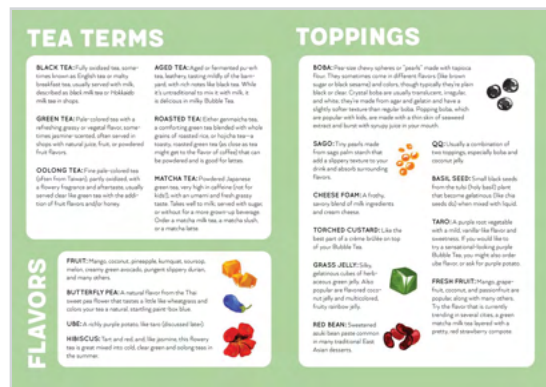 TEA TERMS
BLACK TEA: Fully oxidized tea, some-
times known as English tea or malty
breakfast tea, usually served with milk,
described as black milk tea or Hokkaido
milk tea in shops.
GREEN TEA: Pale-colored tea with a
refreshing grassy or vegetal flavor, some-
times jasmine-scented, often served in
shops with natural juice, fruit, or powdered
fruit flavors.
OOLONG TEA: Fine pale-colored tea
(often from Taiwan), partly oxidized, with
a flowery fragrance and aftertaste, usually
served clear like green tea with the addition
of fruit flavors and/or honey.
AGED TEA: Aged or fermented pu-erh
tea, leathery, tasting mildly of the barn-
yard, with rich notes like black tea. While
it's untraditional to mix it with milk, it
is delicious in milky Bubble Tea.
ROASTED TEA: Either genmaicha tea,
a comforting green tea blended with whole
grains of roasted rice, or hojicha tea—a
toasty, roasted green tea (as close as tea
might get to the flavor of coffee) that can
be powdered and is good for lattes.
MATCHA TEA: Powdered Japanese
green tea, very high in caffeine (not for
kids!), with an umami and fresh grassy
taste. Takes well to milk, served with sugar,
or without for a more grown-up beverage.
Order a matcha milk tea, a matcha slush,
or a matcha latte.
FLAVORS
FRUIT: Mango, coconut, pineapple, kumquat, soursop,
melon, creamy green avocado, pungent slippery durian,
and many others.
BUTTERFLY PEA: A natural flavor from the Thai
sweet pea flower that tastes a little like wheatgrass and
colors your tea a natural, startling paint-box blue.
UBE: A richly purple potato, like taro (discussed later)
HIBISCUS: Tart and red, and, like jasmine, this flowery
tea is great mixed into cold, clear green and oolong teas in
the summer.
TOPPINGS
BOBA: Pea-size chewy spheres or "pearls" made with tapioca
flour. They sometimes come in different flavors (like brown
sugar or black sesame) and colors, though typically they're plain
black or clear. Crystal boba are usually translucent, irregular,
and white; they're made from agar and gelatin and have a
slightly softer texture than regular boba. Popping boba, which
are popular with kids, are made with a thin skin of seaweed
extract and burst with syrupy juice in your mouth.
SAGO: Tiny pearls made
from sago palm starch that
add a slippery texture to your
drink and absorb surrounding
flavors.
CHEESE FOAM: A frothy,
savory blend of milk ingredients
and cream cheese.
TORCHED CUSTARD: Like the
best part of a crème brûlée on top
of your Bubble Tea.
GRASS JELLY: Silky
gelatinous cubes of herb-
aceous green jelly. Also
popular are flavored coco-
nut jelly and multicolored,
fruity rainbow jelly.
RED BEAN: Sweetened
azuki bean paste common
in many traditional East
Asian desserts.
QQ: Usually a combination of
two toppings, especially boba and
coconut jelly.
BASIL SEED: Small black seeds
from the tulsi (holy basil) plant
that become gelatinous (like chia
seeds do) when mixed with liquid.
TARO: A purple root vegetable
with a mild, vanilla-like flavor and
sweetness. If you would like to
try a sensational-looking purple
Bubble Tea, you might also order
ube flavor, or ask for purple potato.
FRESH FRUIT: Mango, grape-
fruit, coconut, and passionfruit are
popular, along with many others.
Try the flavor that is currently
trending in several cities, a green
matcha milk tea layered with a
pretty, red strawberry compote.